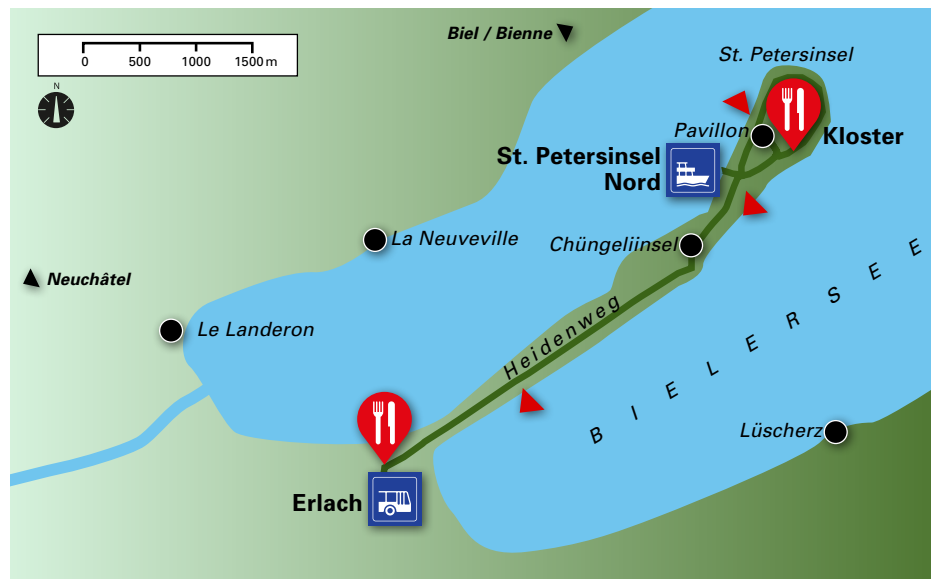 Biel / Bienne
0 500 1000 1500 m
N
St. Petersinsel
Pavillon
Kloster
St. Petersinsel
Nord
La Neuveville
Chüngeliinsel
Neuchâtel
Le Landeron
Heidenweg
BIELERSEE
Lüscherz
Erlach